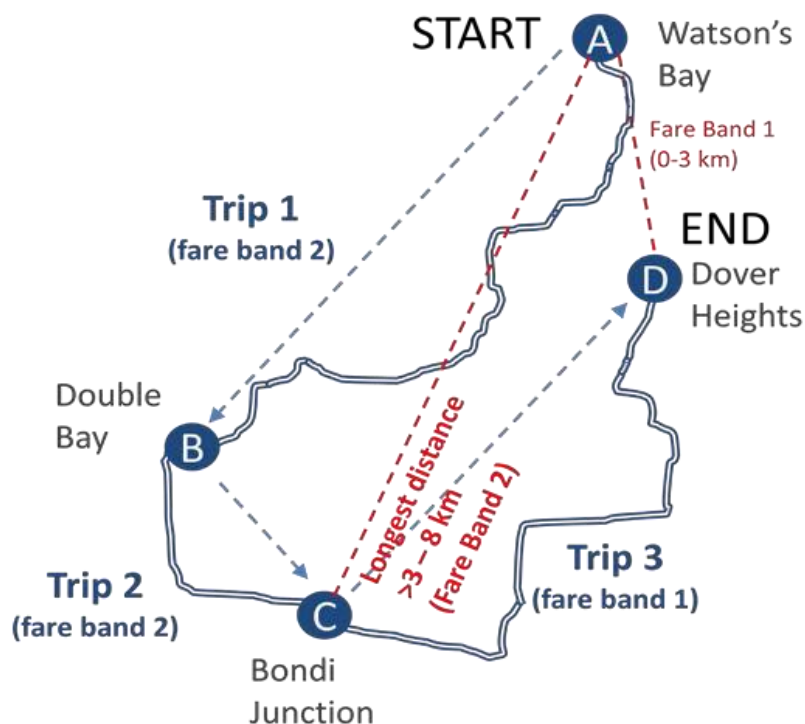 START
A
Watson's
Bay
Fare Band 1
(0-3 km)
Trip 1
(fare band 2)
END
D
Dover
Heights
Double
Bay
B
Longest distance
>3 – 8 km
(Fare Band 2)
Trip 2
(fare band 2)
C
Trip 3
(fare band 1)
Bondi
Junction